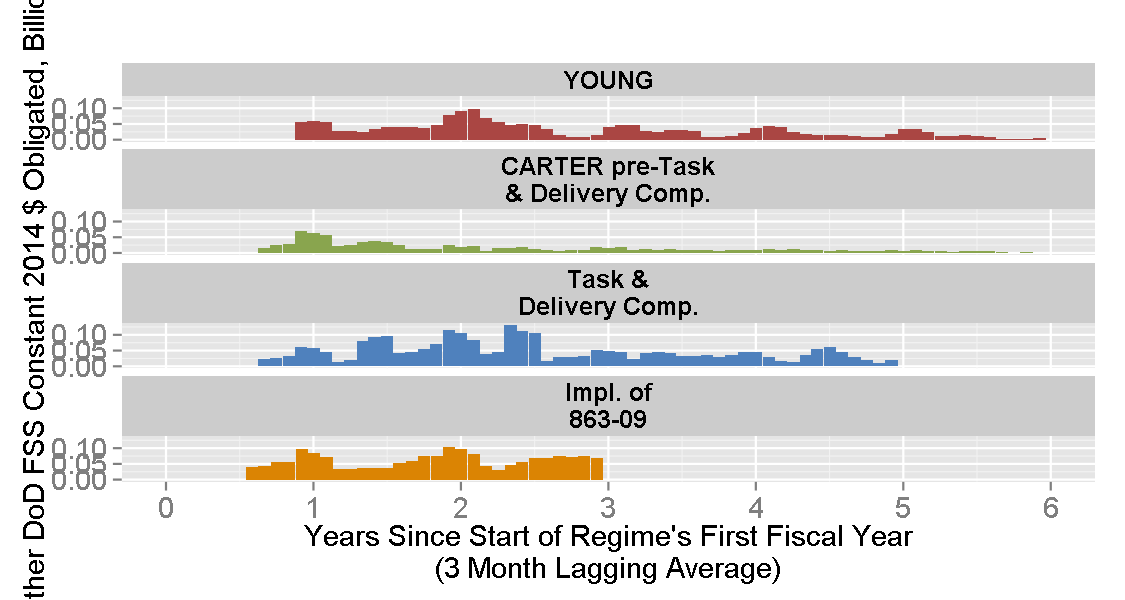 ther DoD FSS Constant 2014 $ Obligated, Billio
YOUNG
0.10
0.05
0.00
CARTER pre-Task
& Delivery Comp.
0.10
0.05
0.00
Task &
Delivery Comp.
0.10
0.05
0.00
Impl. of
863-09
0.10
0.05
0.00
0 1 2 3 4 5 6
Years Since Start of Regime's First Fiscal Year
(3 Month Lagging Average)